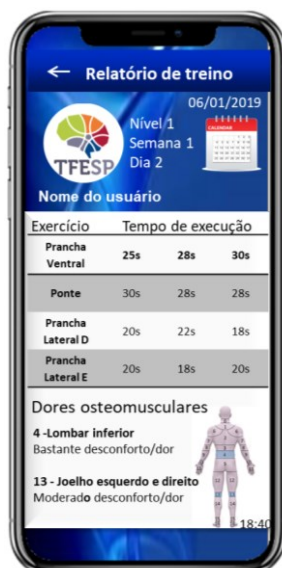 ← Relatório de treino
06/01/2019
CALENDAR
Nível 1
Semana 1
Dia 2
TFESP
Nome do usuário
Exercício Tempo de execução
Prancha
Ventral 25s 28s 30s
Ponte 30s 28s 28s
Prancha
Lateral D 20s 22s 18s
Prancha
Lateral E 20s 18s 20s
Dores osteomusculares
4 -Lombar inferior
Bastante desconforto/dor
13 - Joelho esquerdo e direito
Moderado desconforto/dor
18:40